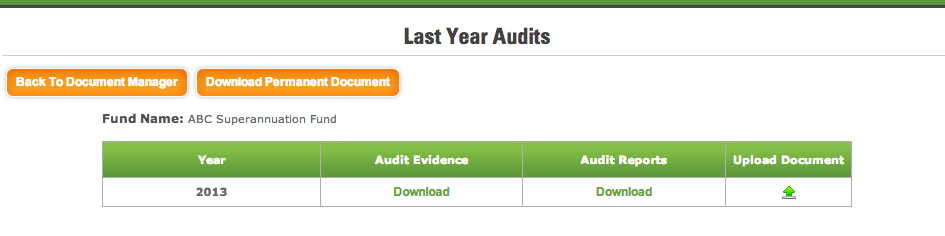 Last Year Audits
Back To Document Manager Download Permanent Document
Fund Name: ABC Superannuation Fund
Year Audit Evidence Audit Reports Upload Document
2013 Download Download